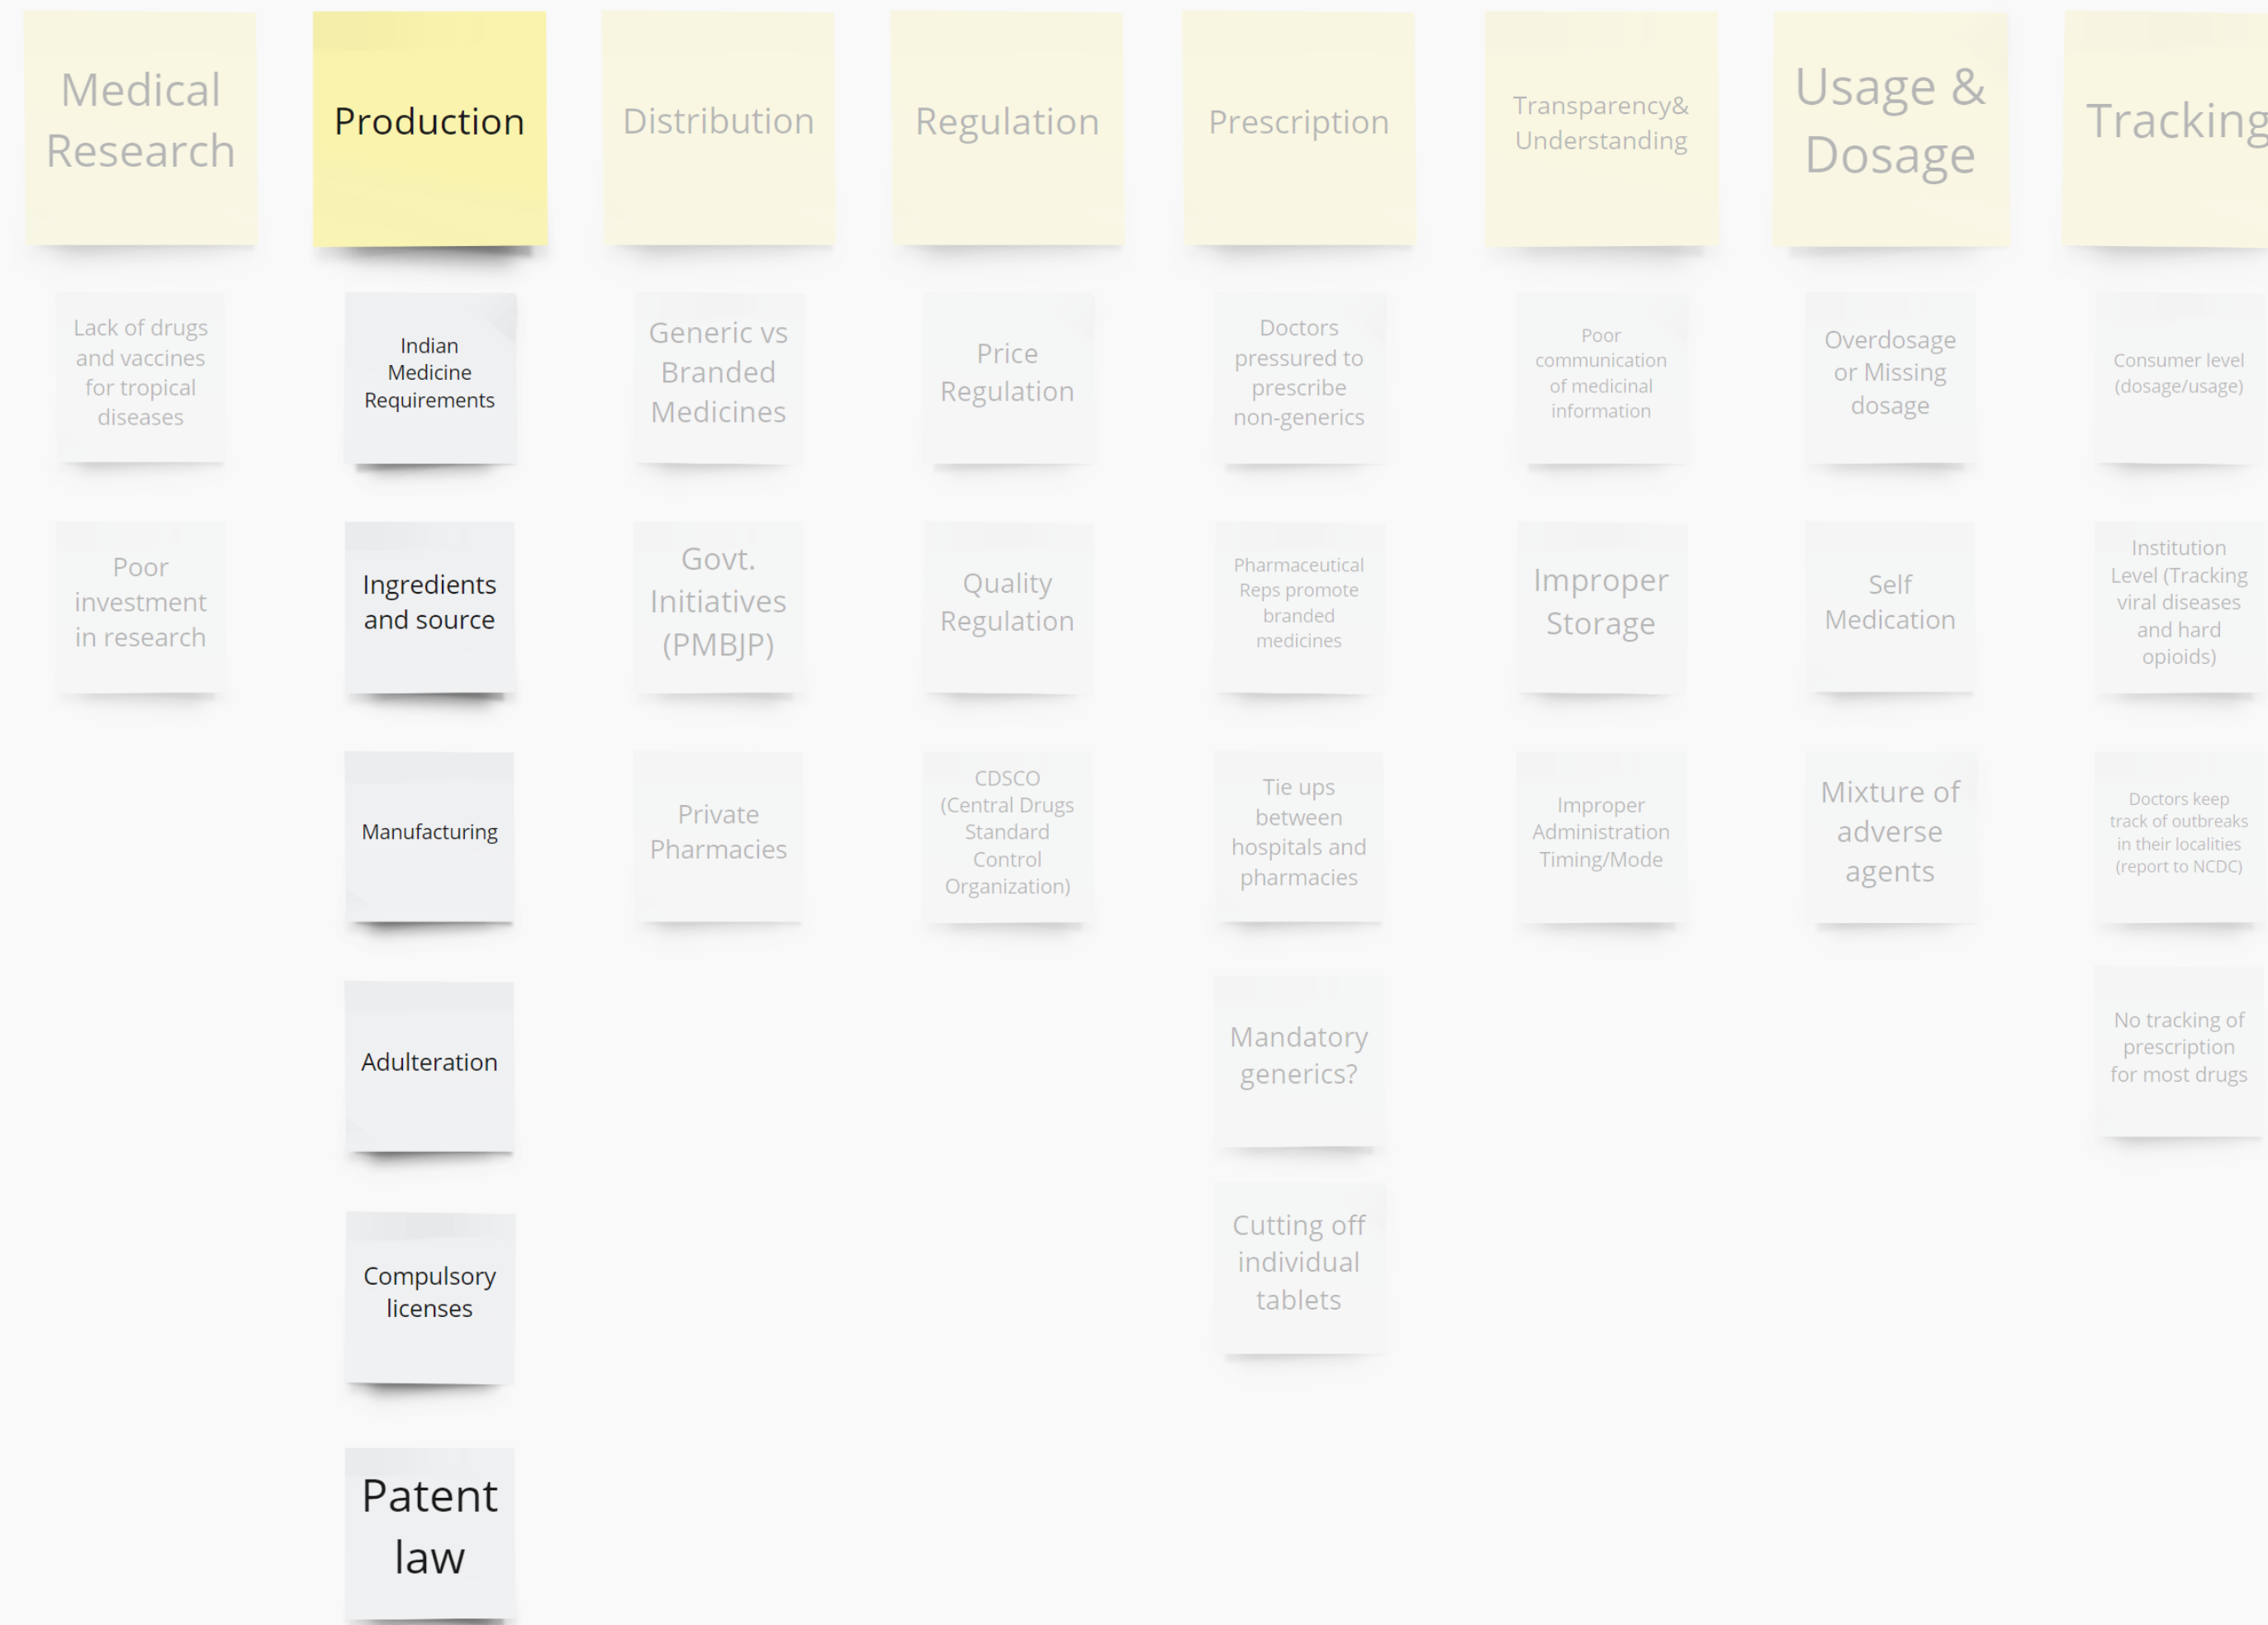 Medical
Research
Production
Distribution
Regulation
Prescription
Transparency&
Understanding
Usage &
Dosage
Tracking
Lack of drugs
and vaccines
for tropical
diseases
Indian
Medicine
Requirements
Generic vs
Branded
Medicines
Price
Regulation
Doctors
pressured to
prescribe
non-generics
Poor
communication
of medicinal
information
Overdosage
or Missing
dosage
Consumer level
(dosage/usage)
Poor
investment
in research
Ingredients
and source
Govt.
Initiatives
(PMBJP)
Quality
Regulation
Pharmaceutical
Reps promote
branded
medicines
Improper
Storage
Self
Medication
Institution
Level (Tracking
viral diseases
and hard
opioids)
Manufacturing
Private
Pharmacies
CDSCO
(Central Drugs
Standard
Control
Organization)
Tie ups
between
hospitals and
pharmacies
Improper
Administration
Timing/Mode
Mixture of
adverse
agents
Doctors keep
track of outbreaks
in their localities
(report to NCDC)
Adulteration
Mandatory
generics?
No tracking of
prescription
for most drugs
Compulsory
licenses
Cutting off
individual
tablets
Patent
law